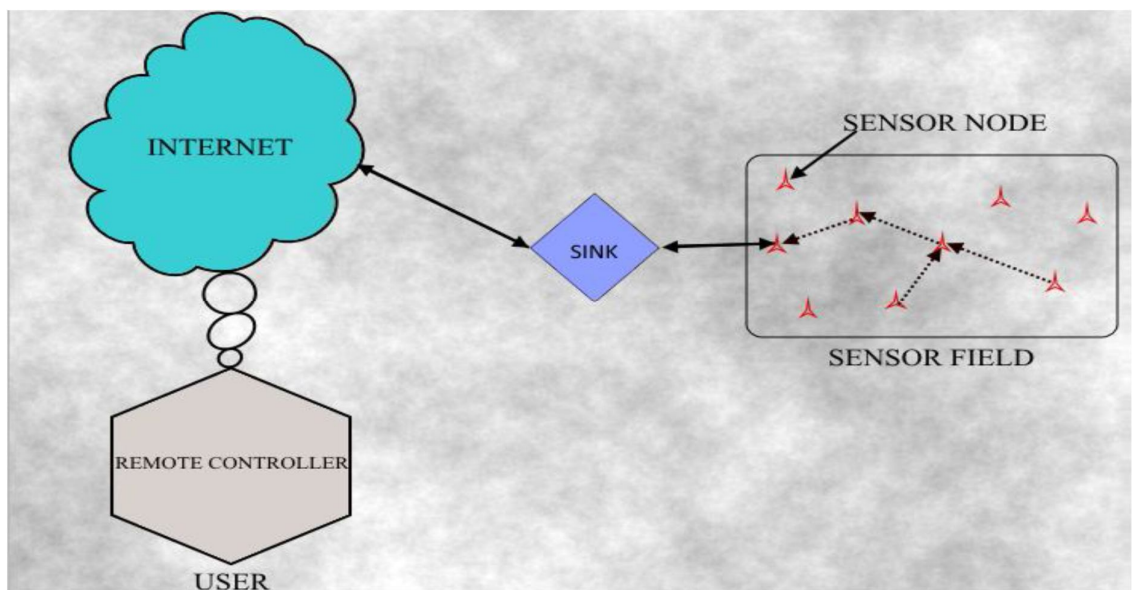 INTERNET
SENSOR NODE
SINK
SENSOR FIELD
REMOTE CONTROLLER
USER